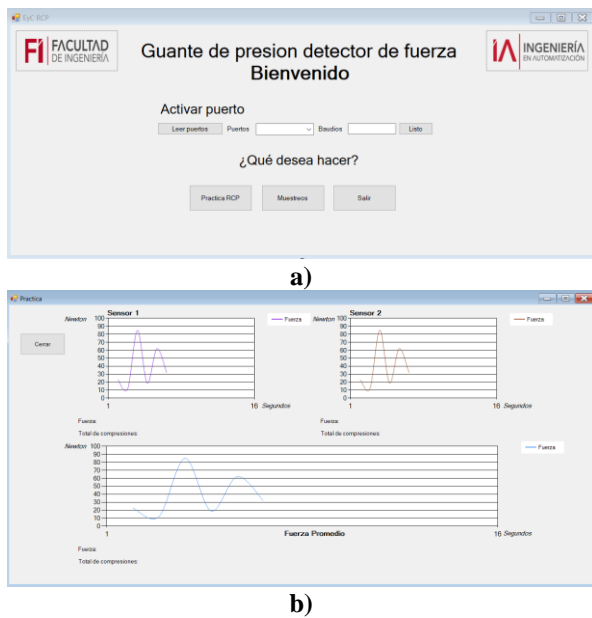 EyC RCP
FACULTAD
DE INGENIERÍA
Guante de presion detector de fuerza
Bienvenido
INGENIERÍA
EN AUTOMATIZACIÓN
Activar puerto
Leer puertos Puertos Baudios Listo
¿Qué desea hacer?
Practica RCP Muestreos Salir
a)
Practica
Cerrar
Sensor 1
Newton 100
90
80
70
60
50
40
30
20
10
0
1 16 Segundos
Fuerza
Fuerza:
Total de compresiones:
Sensor 2
Newton 100
90
80
70
60
50
40
30
20
10
0
1 16 Segundos
Fuerza
Fuerza:
Total de compresiones:
Newton 100
90
80
70
60
50
40
30
20
10
0
1 Fuerza Promedio 16 Segundos
Fuerza
Fuerza:
Total de compresiones:
b)